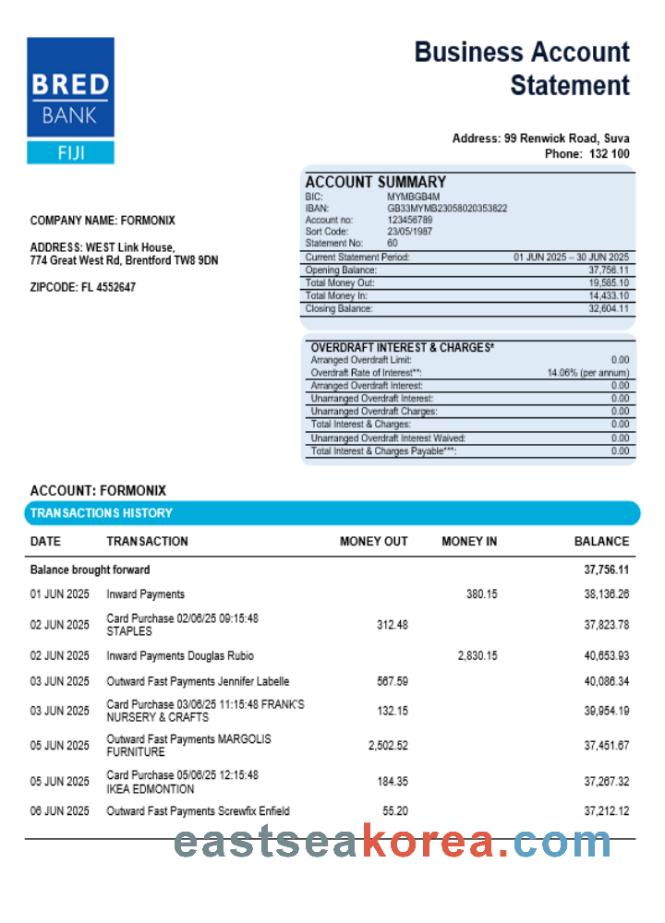 BRED
BANK
FIJI
Business Account
Statement
Address: 99 Renwick Road, Suva
Phone: 132 100
COMPANY NAME: FORMONIX
ADDRESS: WEST Link House,
774 Great West Rd, Brentford TW8 9DN
ZIPCODE: FL 4552647
ACCOUNT SUMMARY
BIC: MYMBGB4M
IBAN: GB33MYMB23058020353822
Account no: 123456789
Sort Code: 23/05/1987
Statement No: 60
Current Statement Period: 01 JUN 2025 – 30 JUN 2025
Opening Balance: 37,756.11
Total Money Out: 19,585.10
Total Money In: 14,433.10
Closing Balance: 32,604.11
OVERDRAFT INTEREST & CHARGES*
Arranged Overdraft Limit: 0.00
Overdraft Rate of Interest**: 14.06% (per annum)
Arranged Overdraft Interest: 0.00
Unarranged Overdraft Interest: 0.00
Unarranged Overdraft Charges: 0.00
Total Interest & Charges: 0.00
Unarranged Overdraft Interest Waived: 0.00
Total Interest & Charges Payable***: 0.00
ACCOUNT: FORMONIX
TRANSACTIONS HISTORY
DATE TRANSACTION MONEY OUT MONEY IN BALANCE
Balance brought forward 37,756.11
01 JUN 2025 Inward Payments 380.15 38,136.26
02 JUN 2025 Card Purchase 02/06/25 09:15:48
STAPLES 312.48 37,823.78
02 JUN 2025 Inward Payments Douglas Rubio 2,830.15 40,653.93
03 JUN 2025 Outward Fast Payments Jennifer Labelle 567.59 40,086.34
03 JUN 2025 Card Purchase 03/06/25 11:15:48 FRANK'S
NURSERY & CRAFTS 132.15 39,954.19
05 JUN 2025 Outward Fast Payments MARGOLIS
FURNITURE 2,502.52 37,451.67
05 JUN 2025 Card Purchase 05/06/25 12:15:48
IKEA EDMONTION 184.35 37,267.32
06 JUN 2025 Outward Fast Payments Screwfix Enfield 55.20 37,212.12
eastseakorea.com